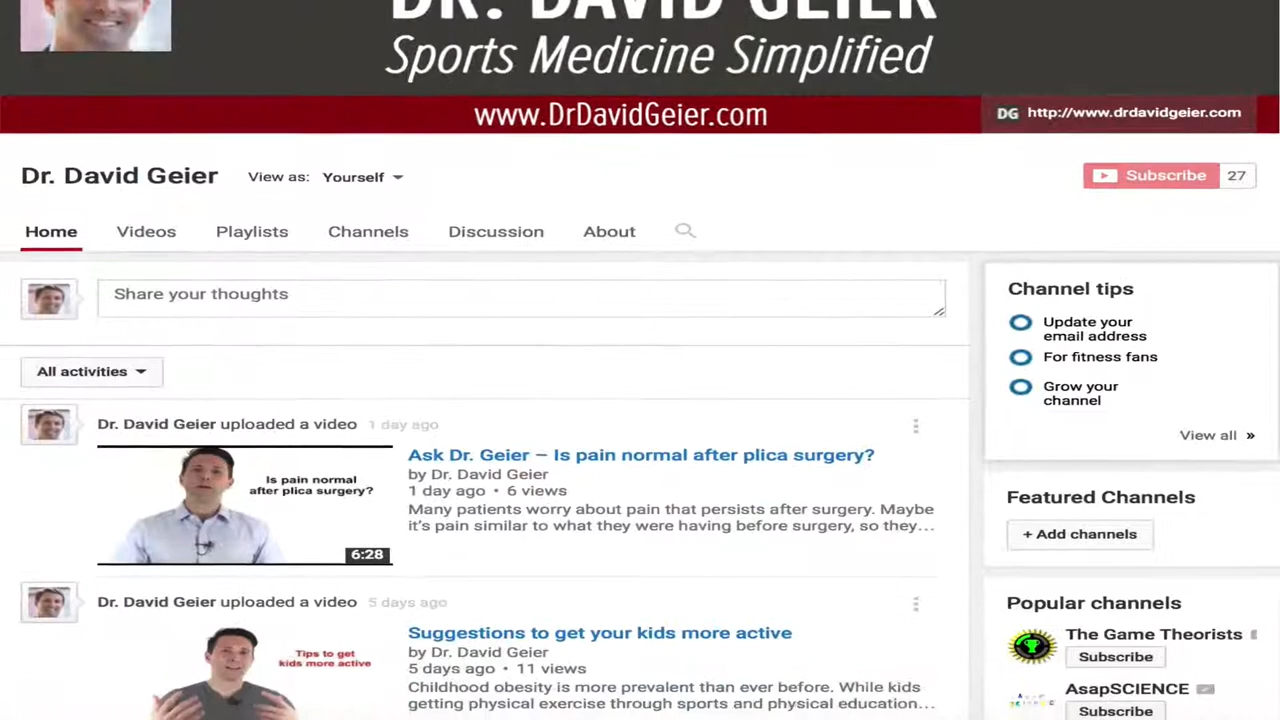 DR. DAVID GEIER
Sports Medicine Simplified
www.DrDavidGeier.com
DG http://www.drdavidgeier.com
Dr. David Geier View as: Yourself
Subscribe 27
Home Videos Playlists Channels Discussion About
Share your thoughts
All activities
Dr. David Geier uploaded a video 1 day ago
Is pain normal
after plica surgery?
6:28
Ask Dr. Geier – Is pain normal after plica surgery?
by Dr. David Geier
1 day ago • 6 views
Many patients worry about pain that persists after surgery. Maybe
it's pain similar to what they were having before surgery, so they...
Dr. David Geier uploaded a video 5 days ago
Tips to get
kids more active
Suggestions to get your kids more active
by Dr. David Geier
5 days ago • 11 views
Childhood obesity is more prevalent than ever before. While kids
getting physical exercise through sports and physical education...
Channel tips
Update your
email address
For fitness fans
Grow your
channel
View all »
Featured Channels
+ Add channels
Popular channels
The Game Theorists
Subscribe
AsapSCIENCE
Subscribe